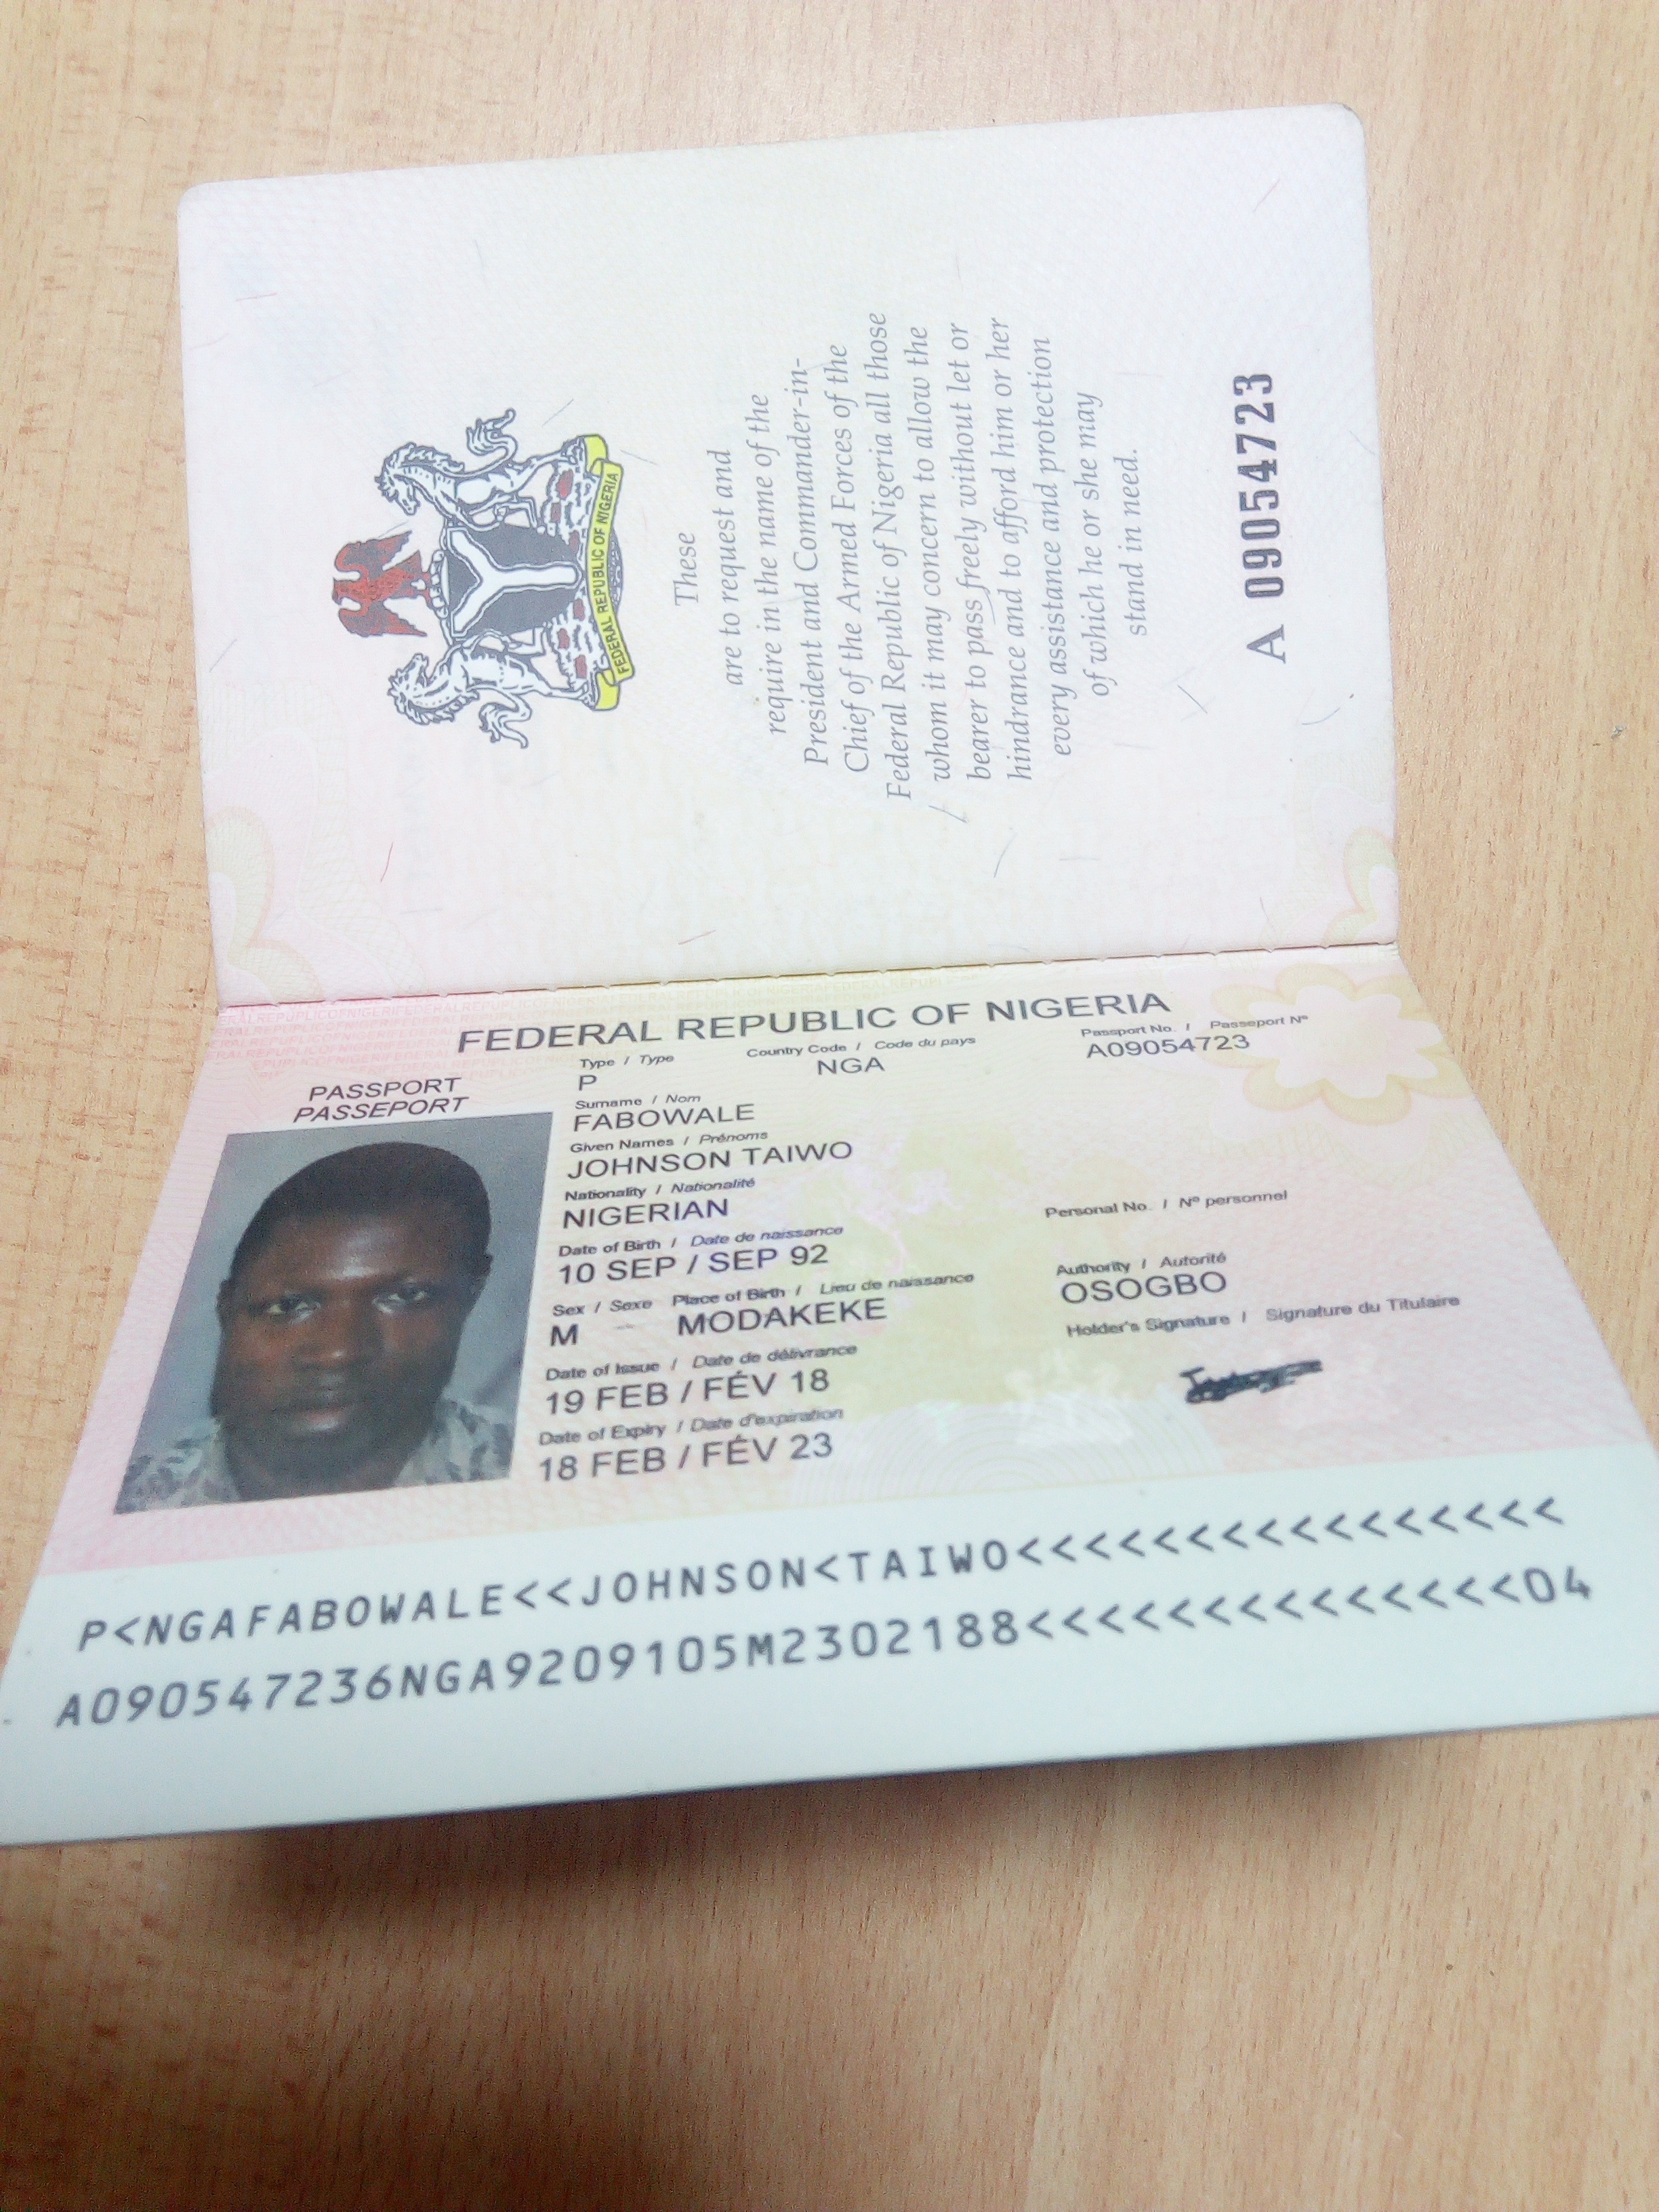 FEDERAL REPUBLIC OF NIGERIA
These
are to request and
require in the name of the
President and Commander-in-
Chief of the Armed Forces of the
Federal Republic of Nigeria all those
whom it may concern to allow the
bearer to pass freely without let or
hindrance and to afford him or her
every assistance and protection
of which he or she may
stand in need.
A 09054723
FEDERAL REPUBLIC OF NIGERIA
PASSPORT
PASSEPORT
Type / Type Country Code / Code du pays Passport No. / Passeport Nº
P NGA A09054723
Surname / Nom
FABOWALE
Given Names / Prénoms
JOHNSON TAIWO
Nationality / Nationalité
NIGERIAN
Personal No. / Nº personnel
Date of Birth / Date de naissance
10 SEP / SEP 92
Authority / Autorité
OSOGBO
Sex / Sexe Place of Birth / Lieu de naissance
M MODAKEKE
Holder's Signature / Signature du Titulaire
Date of Issue / Date de délivrance
19 FEB / FÉV 18
Date of Expiry / Date d'expiration
18 FEB / FÉV 23
P<NGAFABOWALE<<JOHNSON<TAIWO<<<<<<<<<<<<<<<<
A090547236NGA9209105M2302188<<<<<<<<<<<<<<04